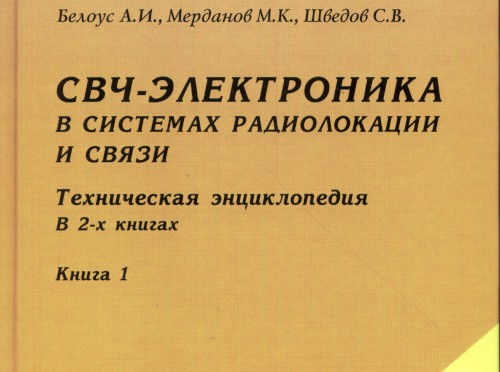 Белоус А.И., Мерданов М.К., Шведов С.В.
СВЧ-ЭЛЕКТРОНИКА
В СИСТЕМАХ РАДИОЛОКАЦИИ
И СВЯЗИ
Техническая энциклопедия
В 2-х книгах
Книга 1